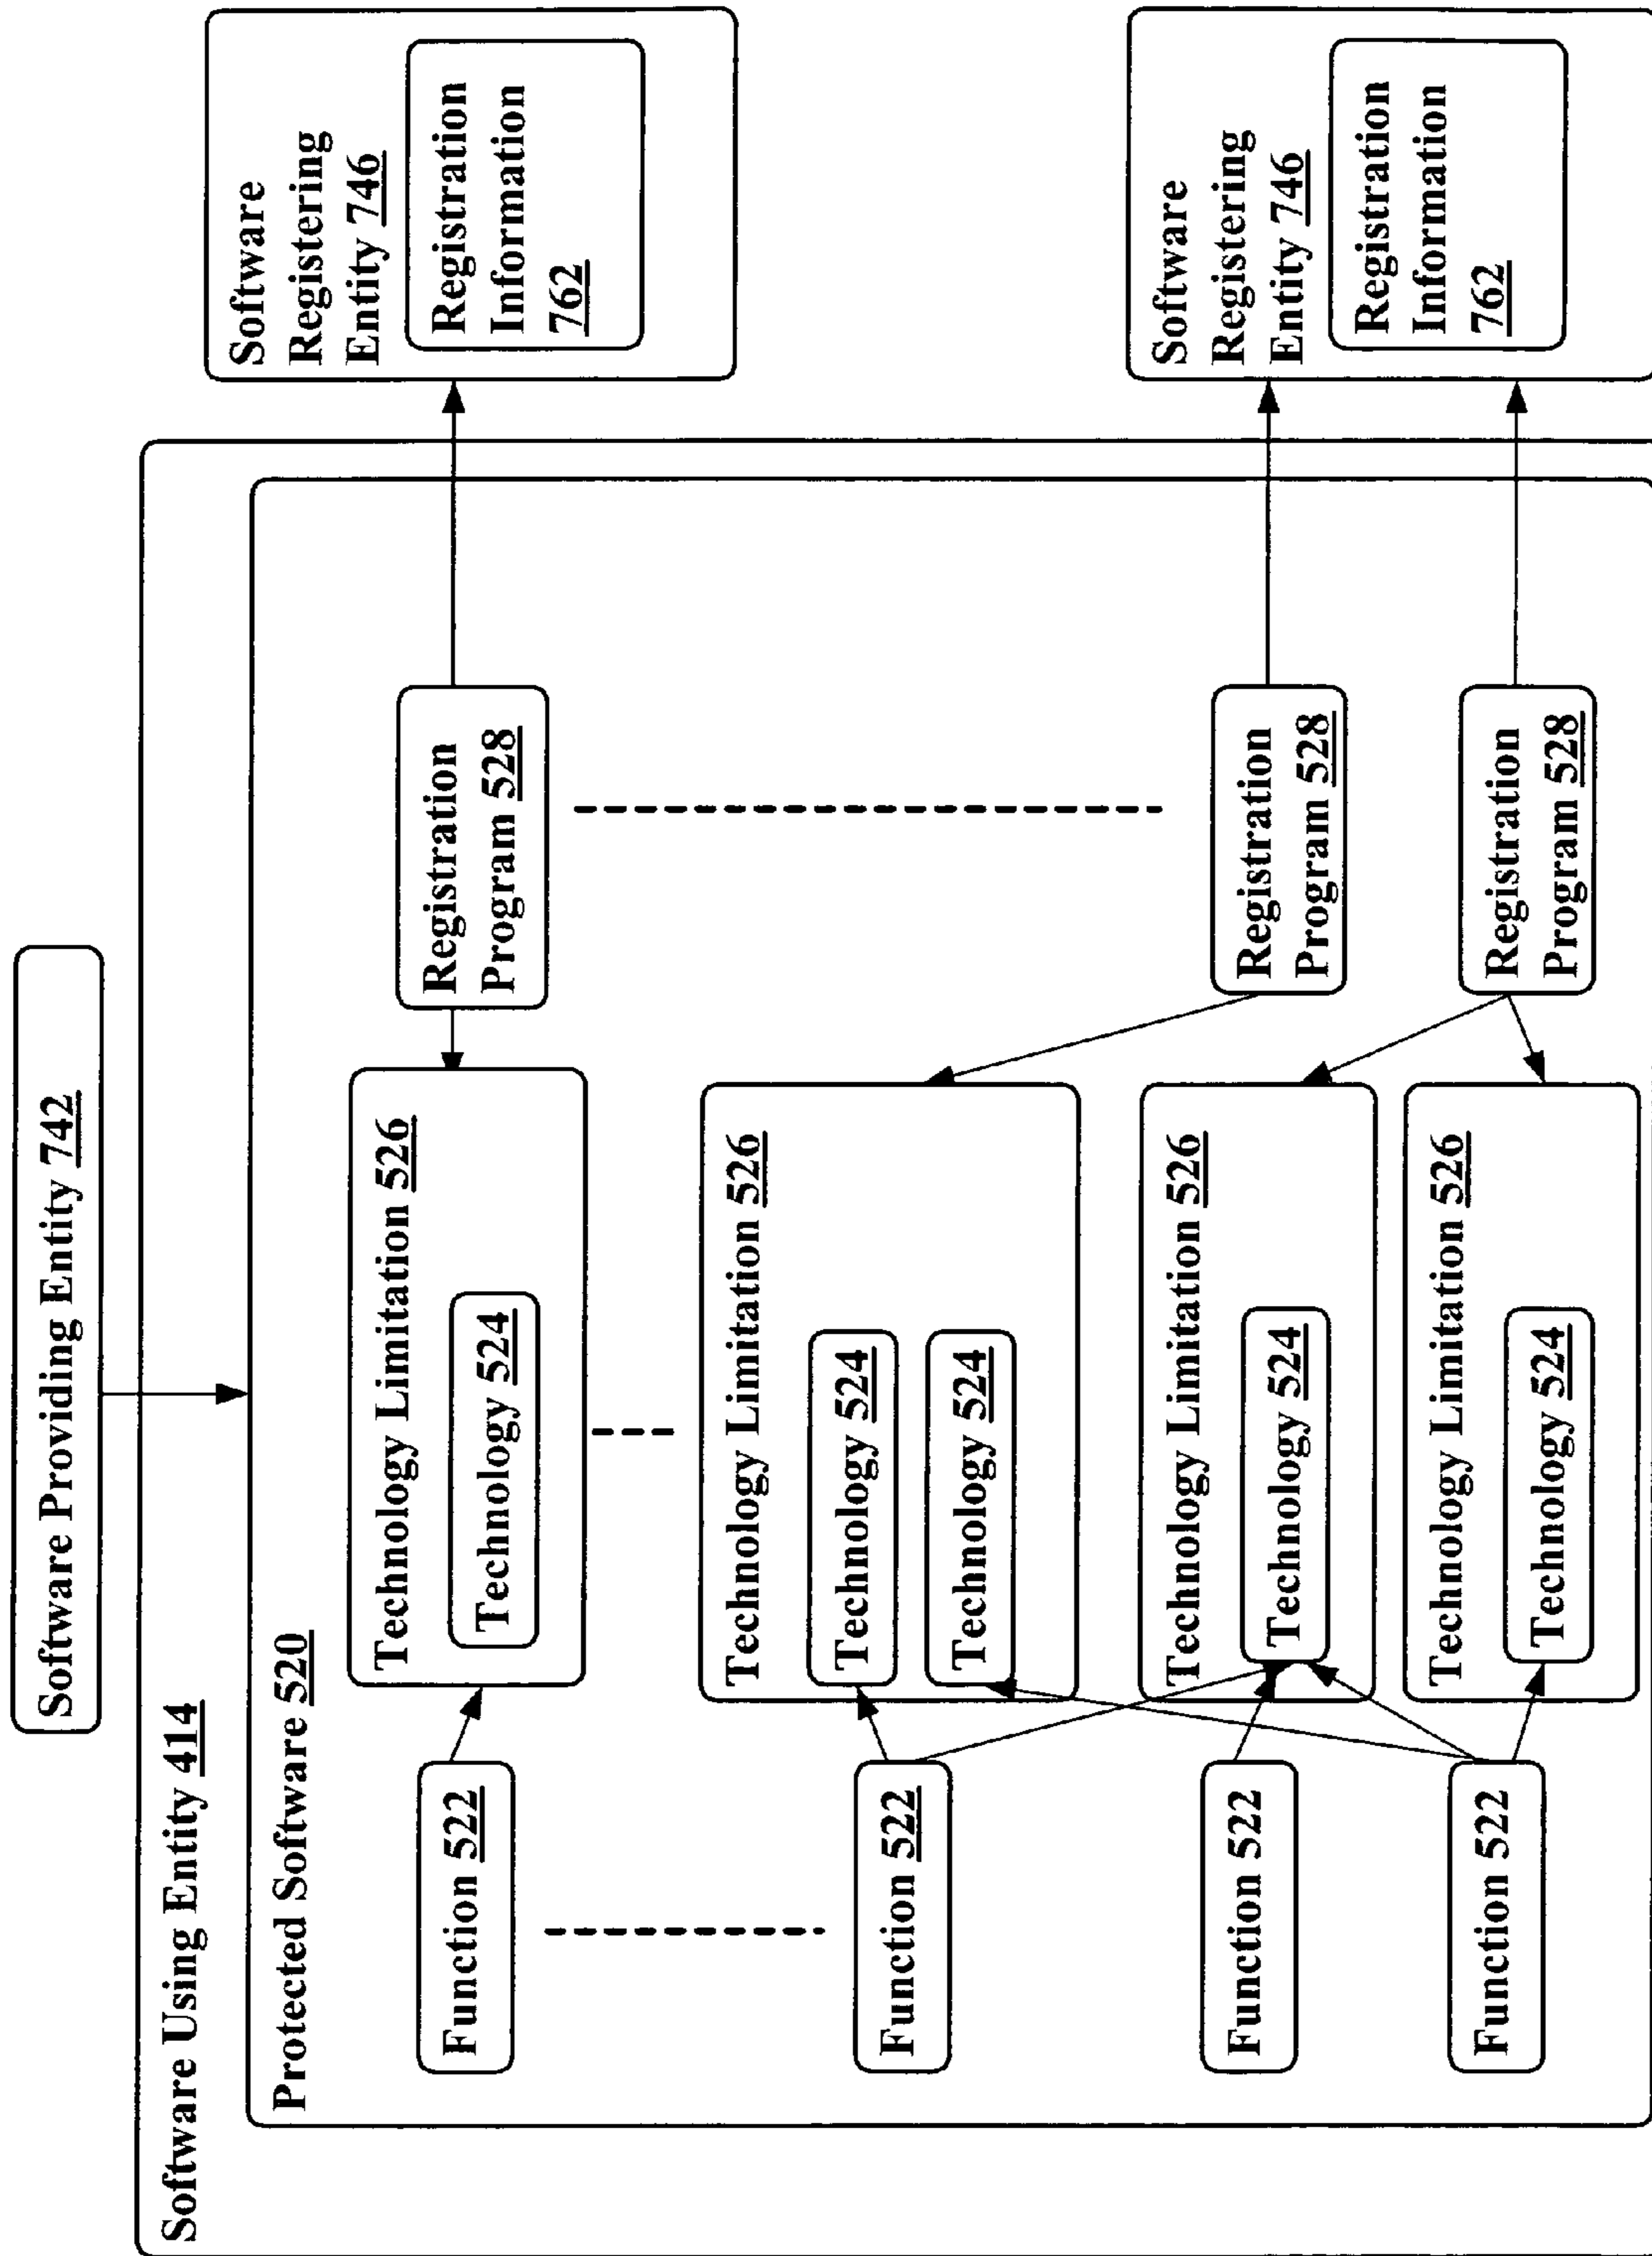 Software Providing Entity 742
Software Using Entity 414
Protected Software 520
Function 522
Technology Limitation 526
Technology 524
Registration
Program 528
Software
Registering
Entity 746
Registration
Information
762
Function 522
Technology Limitation 526
Technology 524
Technology 524
Registration
Program 528
Function 522
Technology Limitation 526
Technology 524
Software
Registering
Entity 746
Registration
Information
762
Function 522
Technology Limitation 526
Technology 524
Registration
Program 528